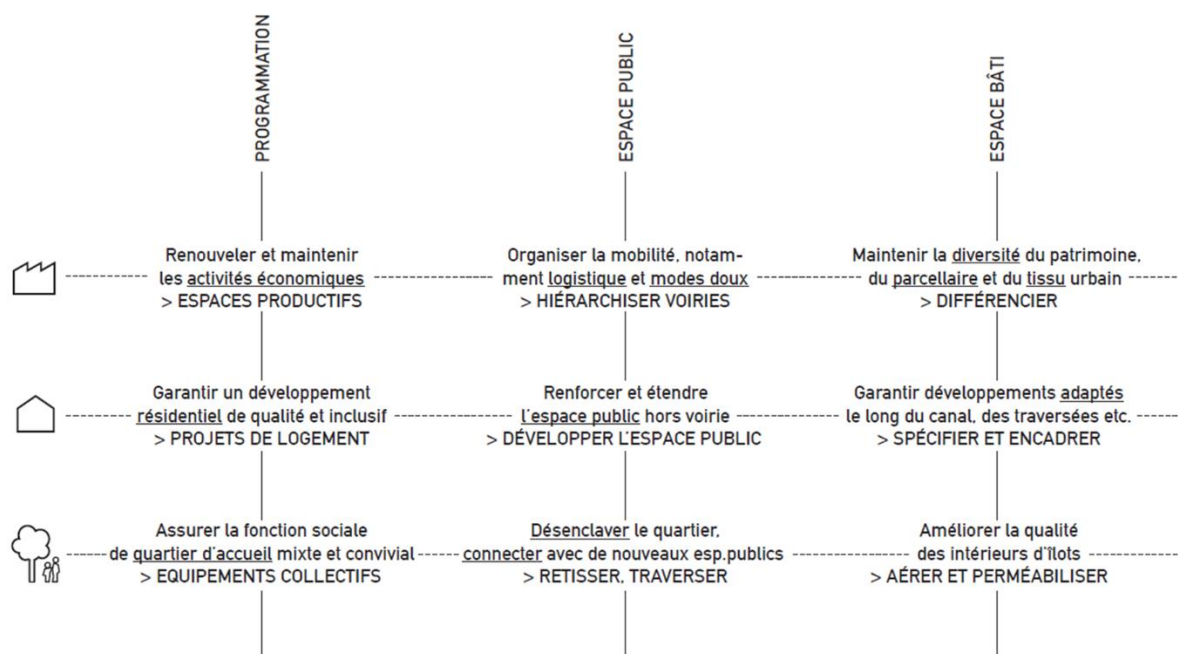 PROGRAMMATION
ESPACE PUBLIC
ESPACE BÂTI
Renouveler et maintenir
les activités économiques
> ESPACES PRODUCTIFS
Organiser la mobilité, notam-
ment logistique et modes doux
> HIÉRARCHISER VOIRIES
Maintenir la diversité du patrimoine,
du parcellaire et du tissu urbain
> DIFFÉRENCIER
Garantir un développement
résidentiel de qualité et inclusif
> PROJETS DE LOGEMENT
Renforcer et étendre
l'espace public hors voirie
> DÉVELOPPER L'ESPACE PUBLIC
Garantir développements adaptés
le long du canal, des traversées etc.
> SPÉCIFIER ET ENCADRER
Assurer la fonction sociale
de quartier d'accueil mixte et convivial
> EQUIPEMENTS COLLECTIFS
Désenclaver le quartier,
connecter avec de nouveaux esp.publics
> RETISSER, TRAVERSER
Améliorer la qualité
des intérieurs d'îlots
> AÉRER ET PERMÉABILISER